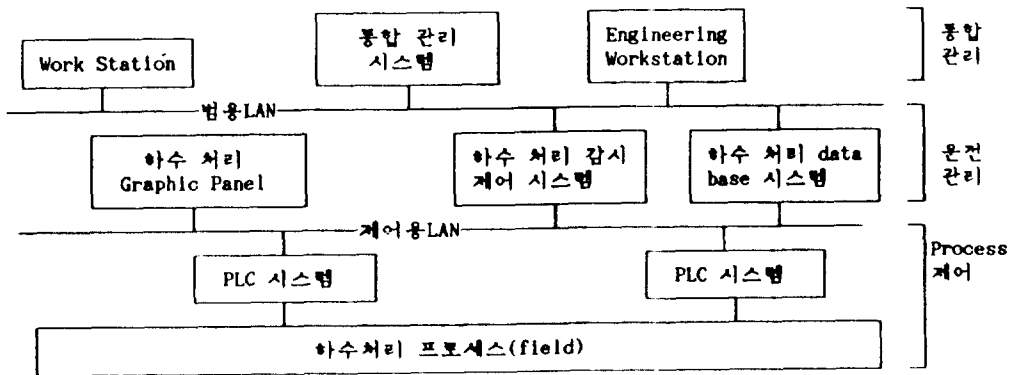 Work Station
통합 관리
시스템
Engineering
Workstation
통합
관리
범용LAN
하수 처리
Graphic Panel
하수 처리 감시
제어 시스템
하수 처리 data
base 시스템
운전
관리
제어용LAN
PLC 시스템
PLC 시스템
Process
제어
하수처리 프로세스(field)